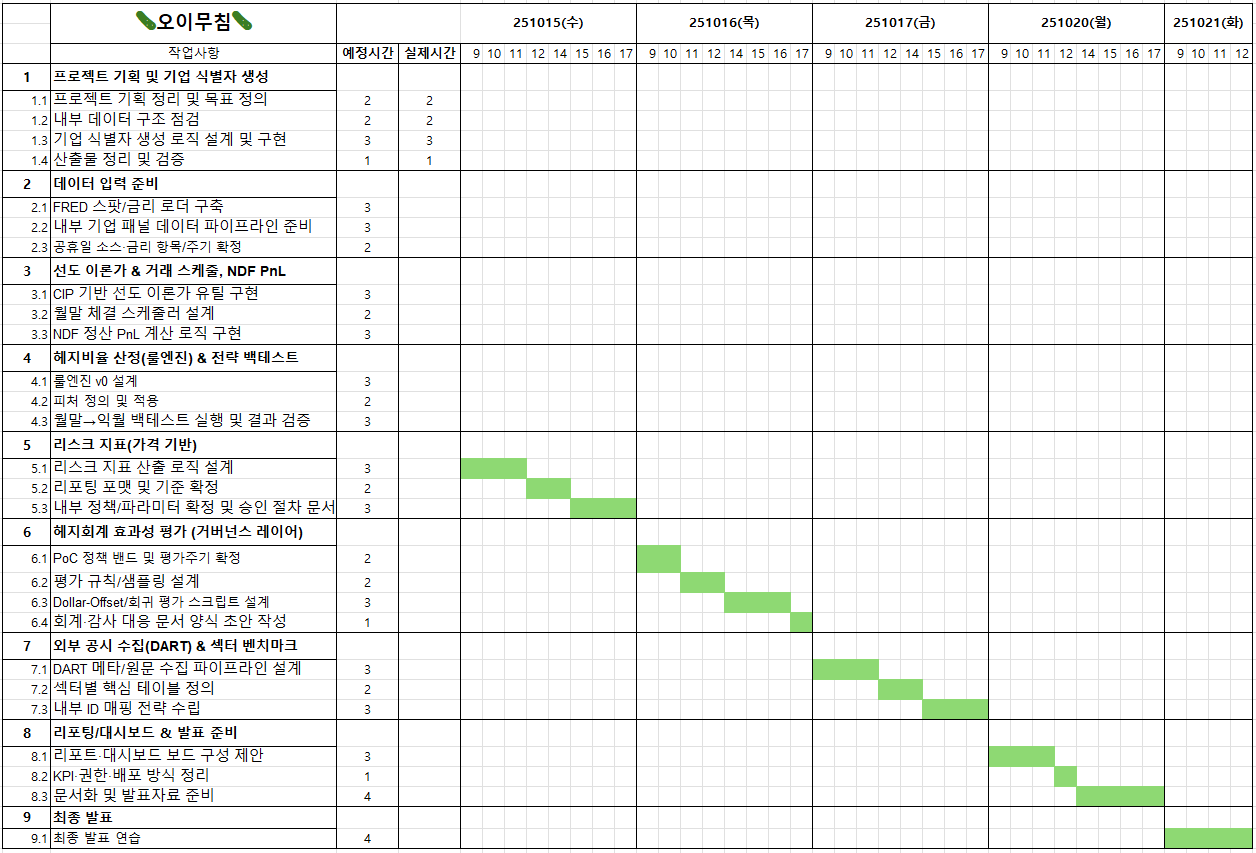 🥒오이무침🥒 251015(수) 251016(목) 251017(금) 251020(월) 251021(화)
작업사항 예정시간 실제시간 9 10 11 12 14 15 16 17 9 10 11 12 14 15 16 17 9 10 11 12 14 15 16 17 9 10 11 12 14 15 16 17 9 10 11 12
1 프로젝트 기획 및 기업 식별자 생성
1.1 프로젝트 기획 정리 및 목표 정의 2 2
1.2 내부 데이터 구조 점검 2 2
1.3 기업 식별자 생성 로직 설계 및 구현 3 3
1.4 산출물 정리 및 검증 1 1
2 데이터 입력 준비
2.1 FRED 스팟/금리 로더 구축 3
2.2 내부 기업 패널 데이터 파이프라인 준비 3
2.3 공휴일 소스·금리 항목/주기 확정 2
3 선도 이론가 & 거래 스케줄, NDF PnL
3.1 CIP 기반 선도 이론가 유틸 구현 3
3.2 월말 체결 스케줄러 설계 2
3.3 NDF 정산 PnL 계산 로직 구현 3
4 헤지비율 산정(룰엔진) & 전략 백테스트
4.1 룰엔진 v0 설계 3
4.2 피처 정의 및 적용 2
4.3 월말→익월 백테스트 실행 및 결과 검증 3
5 리스크 지표(가격 기반)
5.1 리스크 지표 산출 로직 설계 3
5.2 리포팅 포맷 및 기준 확정 2
5.3 내부 정책/파라미터 확정 및 승인 절차 문서 3
6 헤지회계 효과성 평가 (거버넌스 레이어)
6.1 PoC 정책 밴드 및 평가주기 확정 2
6.2 평가 규칙/샘플링 설계 2
6.3 Dollar-Offset/회귀 평가 스크립트 설계 3
6.4 회계·감사 대응 문서 양식 초안 작성 1
7 외부 공시 수집(DART) & 섹터 벤치마크
7.1 DART 메타/원문 수집 파이프라인 설계 3
7.2 섹터별 핵심 테이블 정의 2
7.3 내부 ID 매핑 전략 수립 3
8 리포팅/대시보드 & 발표 준비
8.1 리포트·대시보드 보드 구성 제안 3
8.2 KPI·권한·배포 방식 정리 1
8.3 문서화 및 발표자료 준비 4
9 최종 발표
9.1 최종 발표 연습 4